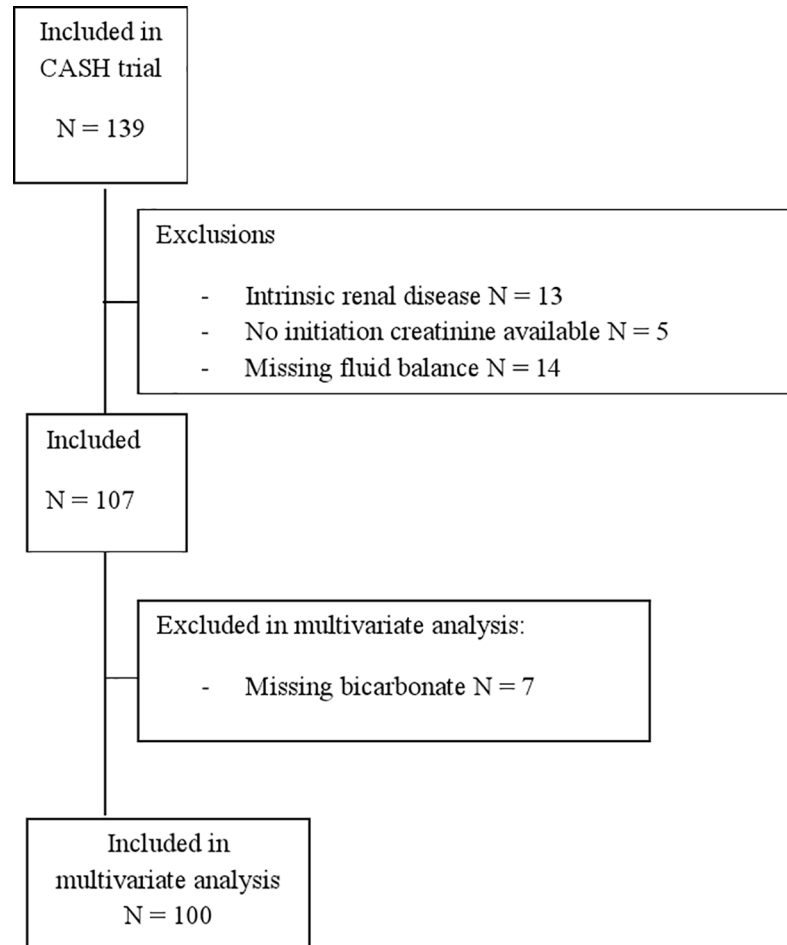 Included in
CASH trial
N = 139
Exclusions
- Intrinsic renal disease N = 13
- No initiation creatinine available N = 5
- Missing fluid balance N = 14
Included
N = 107
Excluded in multivariate analysis:
- Missing bicarbonate N = 7
Included in
multivariate analysis
N = 100